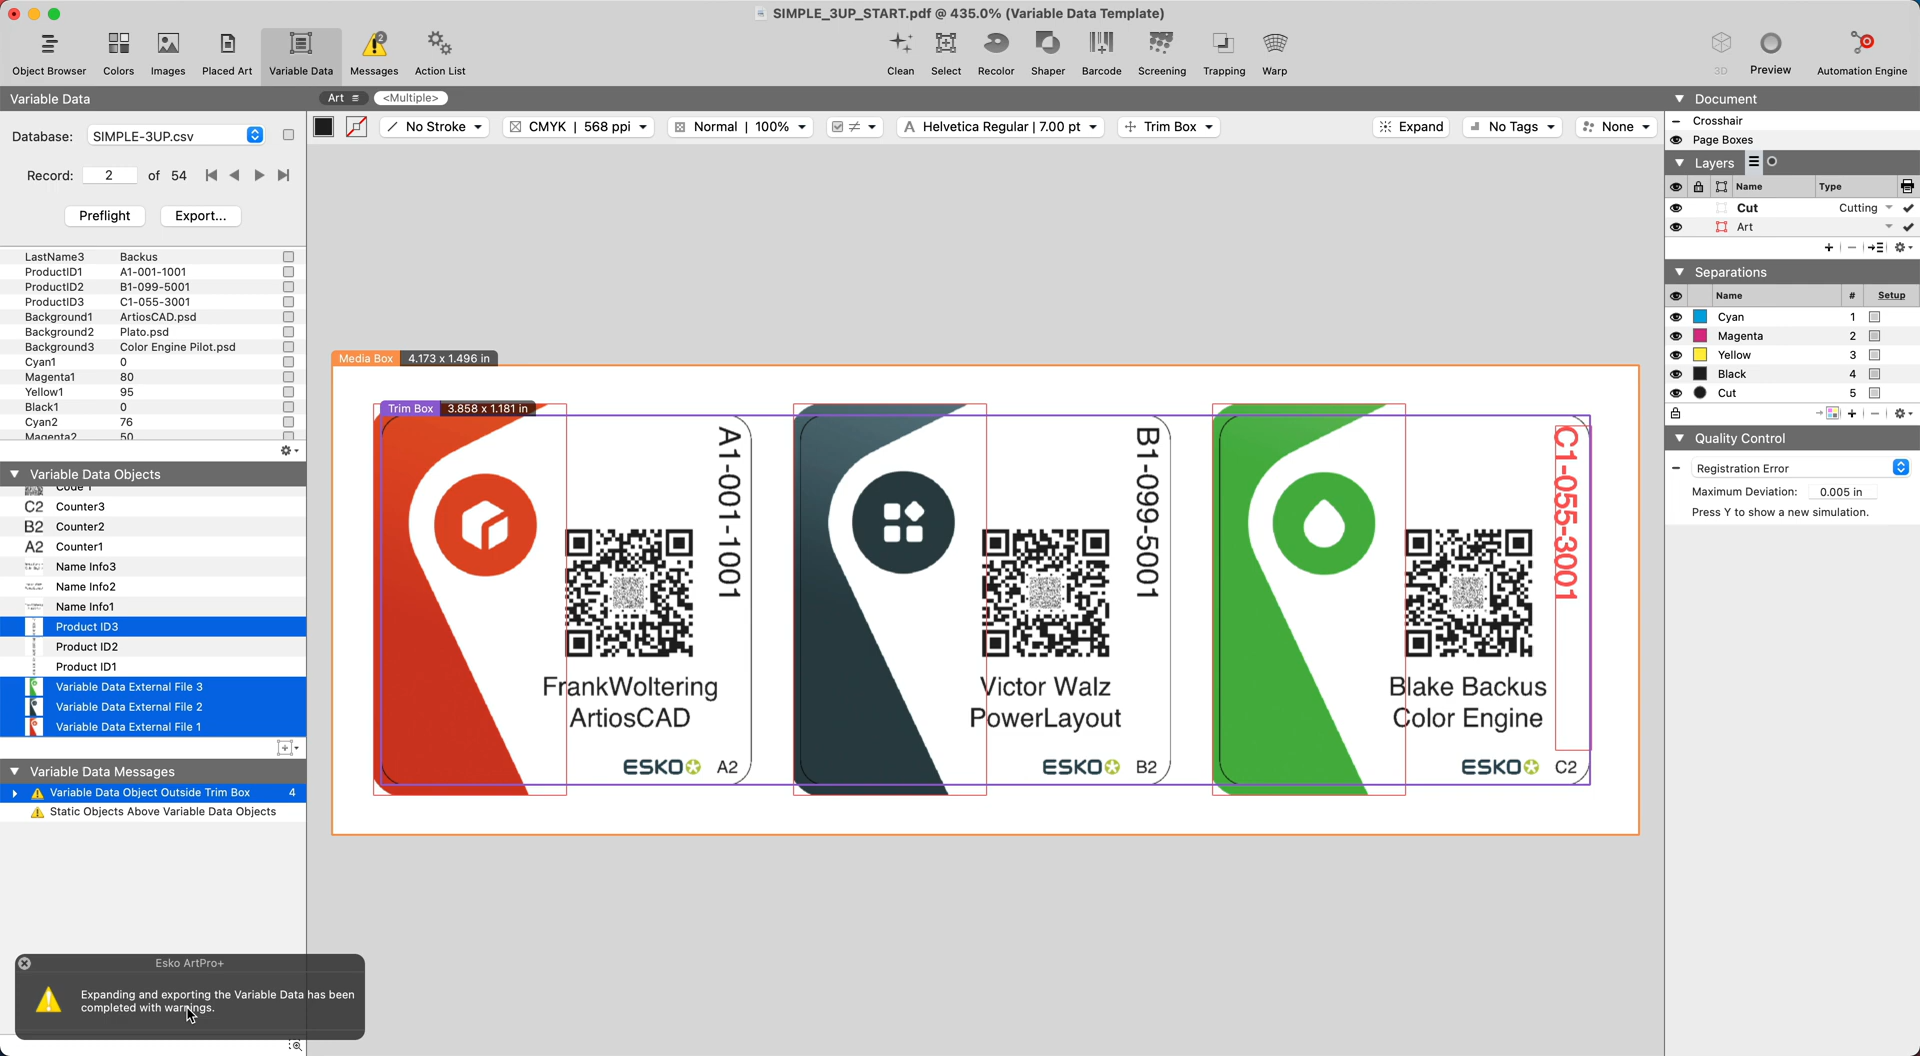 SIMPLE_3UP_START.pdf @ 435.0% (Variable Data Template)
Object Browser
Colors
Images
Placed Art
Variable Data
2
Messages
Action List
Clean
Select
Recolor
Shaper
Barcode
Screening
Trapping
Warp
3D
Preview
Automation Engine
Variable Data
Art
<Multiple>
No Stroke
CMYK | 568 ppi
Normal | 100%
Helvetica Regular | 7.00 pt
Trim Box
Expand
No Tags
None
Database:
SIMPLE-3UP.csv
Record:
2
of 54
Preflight
Export...
LastName3 Backus
ProductID1 A1-001-1001
ProductID2 B1-099-5001
ProductID3 C1-055-3001
Background1 ArtiosCAD.psd
Background2 Plato.psd
Background3 Color Engine Pilot.psd
Cyan1 0
Magenta1 80
Yellow1 95
Black1 0
Cyan2 76
Magenta2 50
Variable Data Objects
Code 1
C2 Counter3
B2 Counter2
A2 Counter1
Name Info3
Name Info2
Name Info1
Product ID3
Product ID2
Product ID1
Variable Data External File 3
Variable Data External File 2
Variable Data External File 1
Variable Data Messages
Variable Data Object Outside Trim Box 4
Static Objects Above Variable Data Objects
Esko ArtPro+
Expanding and exporting the Variable Data has been
completed with warnings.
Media Box 4.173 x 1.496 in
Trim Box 3.858 x 1.181 in
A1-001-1001
FrankWoltering
ArtiosCAD
ESKO
A2
B1-099-5001
Victor Walz
PowerLayout
ESKO
B2
C1-055-3001
Blake Backus
Color Engine
ESKO
C2
Document
Crosshair
Page Boxes
Layers
Name Type
Cut Cutting
Art
Separations
Name # Setup
Cyan 1
Magenta 2
Yellow 3
Black 4
Cut 5
Quality Control
Registration Error
Maximum Deviation: 0.005 in
Press Y to show a new simulation.